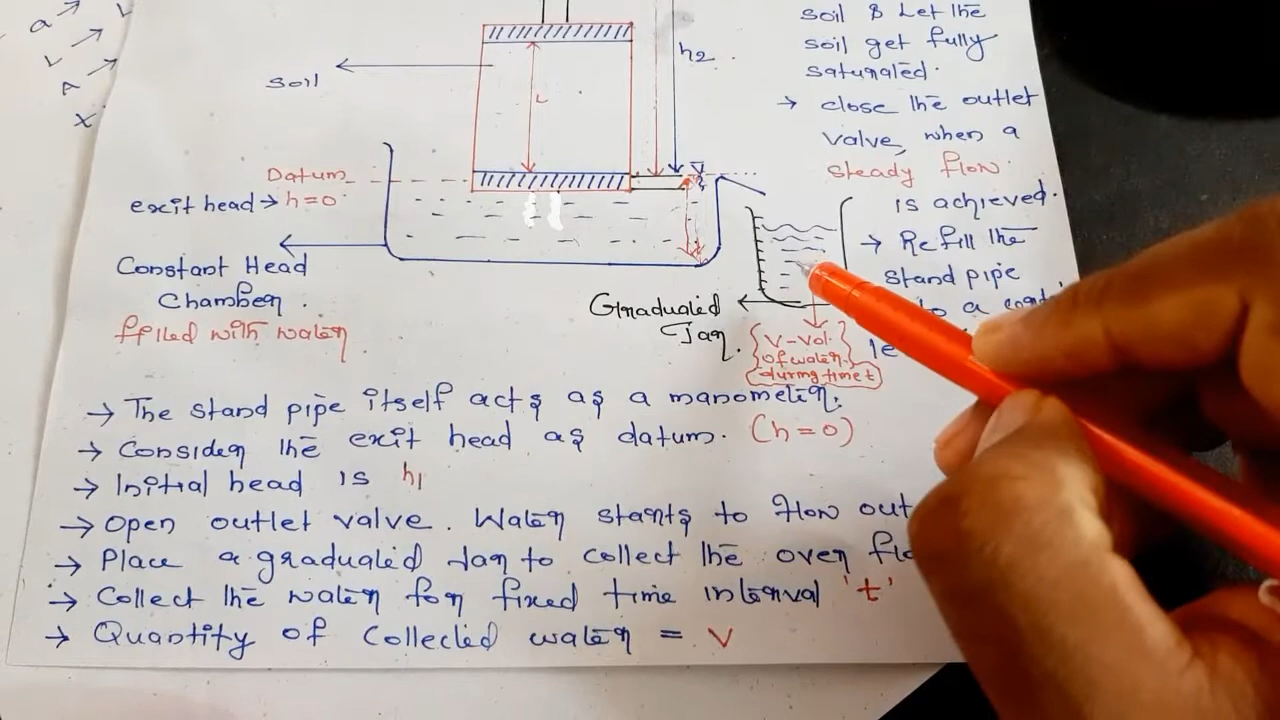 a
L
A
X
soil & Let the
soil get fully
saturated.
→ close the outlet
valve, when a
steady flow
is achieved.
→ Refill the
stand pipe
to a
h2
soil
L
Datum
exit head → h=0
Constant Head
Chamber.
filled with water
Graduated
Jar.
V-Vol.
of water
during time t
→ The stand pipe itself acts as a manometer.
→ Consider the exit head as datum. (h=0)
→ Initial head is h1
→ Open outlet valve. Water starts to flow out
→ Place a graduated Jar to collect the over
→ Collect the water for fixed time interval 't'
→ Quantity of collected water = V